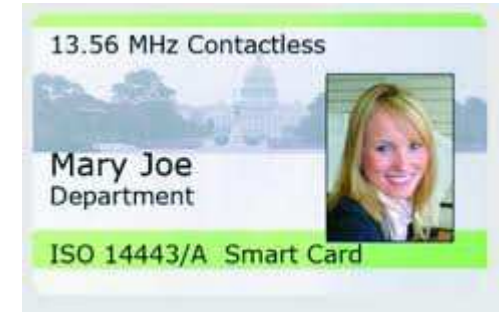 13.56 MHz Contactless
Mary Joe
Department
ISO 14443/A Smart Card